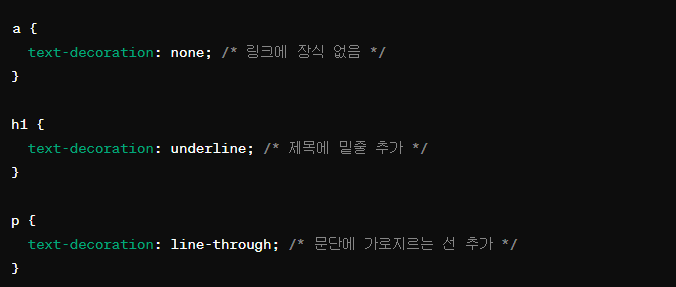 a {
  text-decoration: none; /* 링크에 장식 없음 */
}
h1 {
  text-decoration: underline; /* 제목에 밑줄 추가 */
}
p {
  text-decoration: line-through; /* 문단에 가로지르는 선 추가 */
}